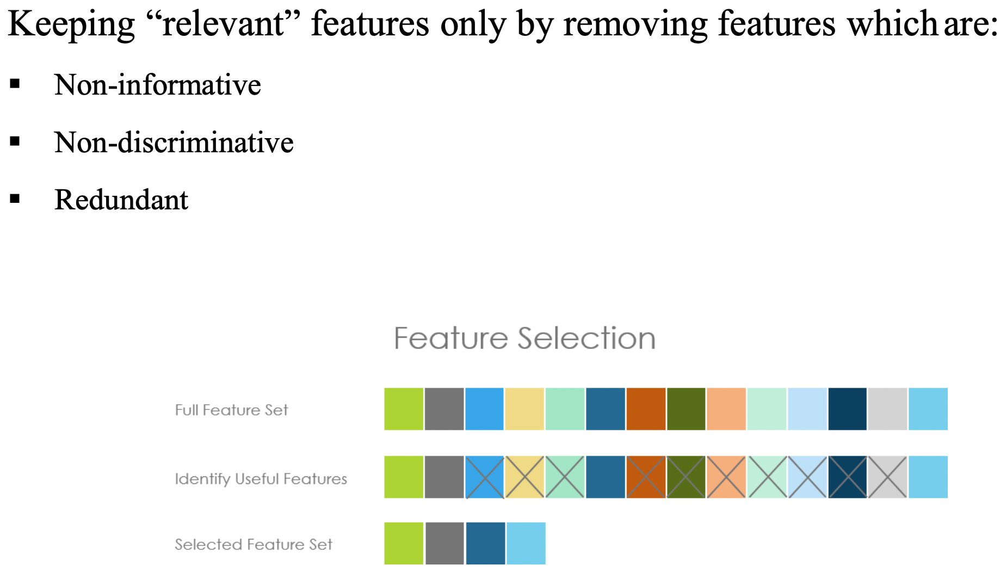 Keeping “relevant” features only by removing features which are:
▪ Non-informative
▪ Non-discriminative
▪ Redundant
Feature Selection
Full Feature Set
Identify Useful Features
Selected Feature Set